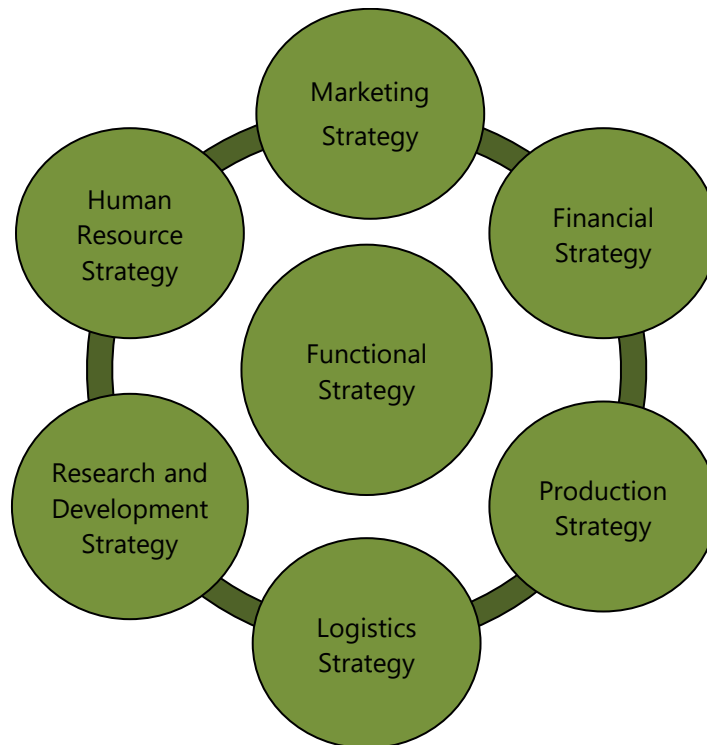 Marketing
Strategy
Financial
Strategy
Production
Strategy
Logistics
Strategy
Research and
Development
Strategy
Human
Resource
Strategy
Functional
Strategy